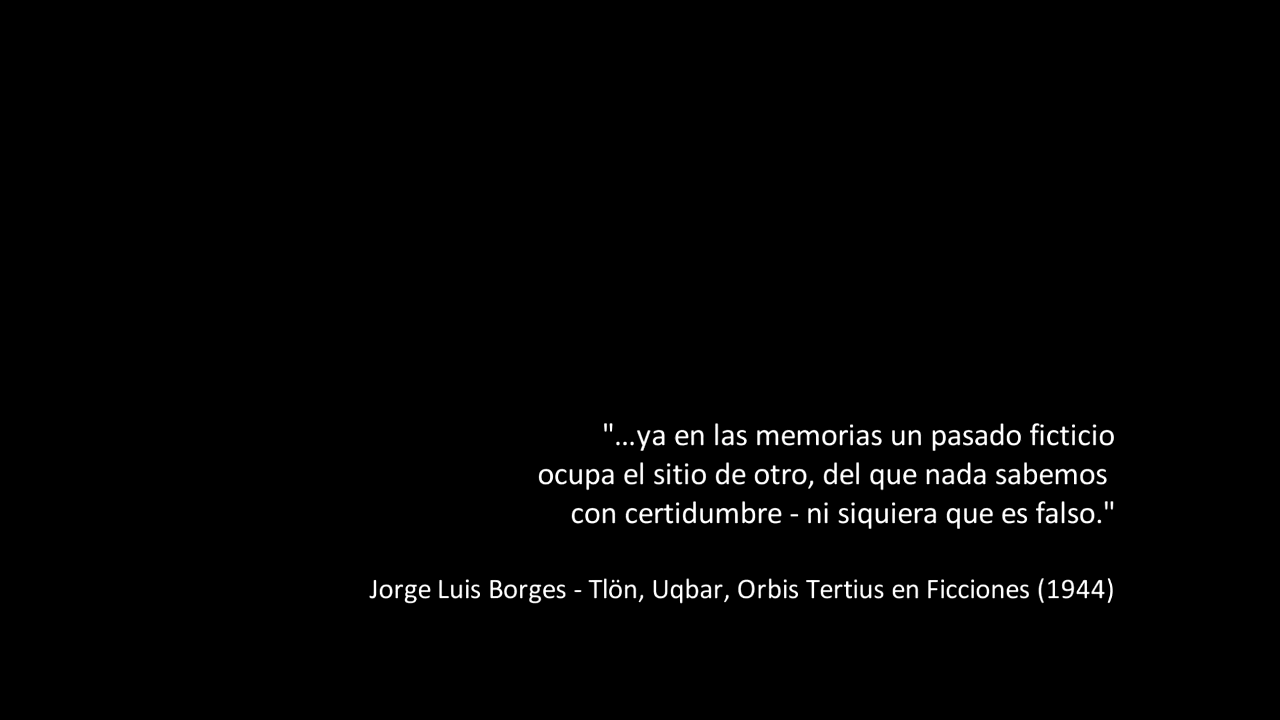 "...ya en las memorias un pasado ficticio
ocupa el sitio de otro, del que nada sabemos
con certidumbre - ni siquiera que es falso."
Jorge Luis Borges - Tlön, Uqbar, Orbis Tertius en Ficciones (1944)